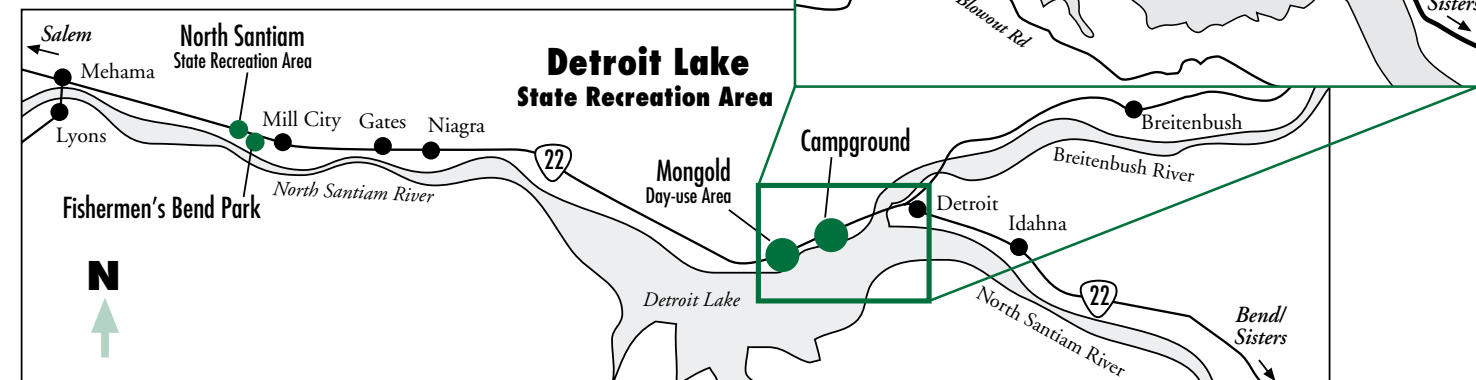 Blowout Rd
Sisters
Salem
North Santiam
State Recreation Area
Detroit Lake
State Recreation Area
Mehama
Lyons
Mill City
Gates
Niagra
22
Campground
Breitenbush
Breitenbush River
Mongold
Day-use Area
North Santiam River
Fishermen's Bend Park
Detroit
Idahna
N
Detroit Lake
22
North Santiam River
Bend/
Sisters